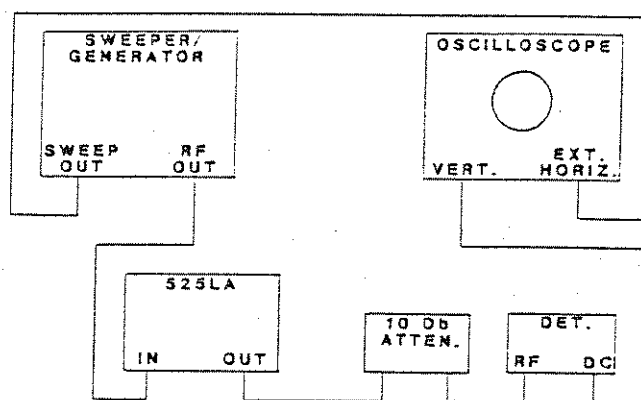 SWEEPER/
GENERATOR
SWEEP OUT
RF OUT
OSCILLOSCOPE
VERT.
EXT.
HORIZ.
525LA
IN
OUT
10 Db
ATTEN.
DET.
RF
DC